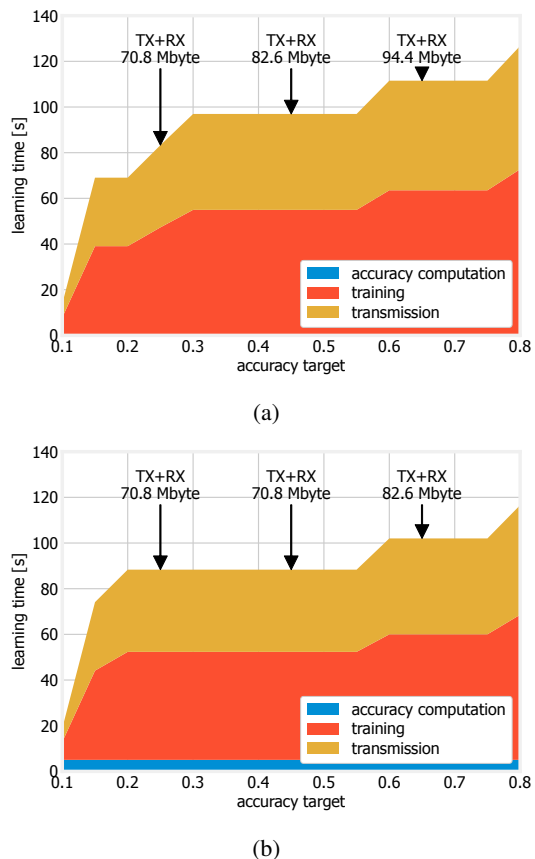 140
120
100
80
60
40
20
0
learning time [s]
TX+RX
70.8 Mbyte
TX+RX
82.6 Mbyte
TX+RX
94.4 Mbyte
accuracy computation
training
transmission
0.1 0.2 0.3 0.4 0.5 0.6 0.7 0.8
accuracy target
(a)
140
120
100
80
60
40
20
0
learning time [s]
TX+RX
70.8 Mbyte
TX+RX
70.8 Mbyte
TX+RX
82.6 Mbyte
accuracy computation
training
transmission
0.1 0.2 0.3 0.4 0.5 0.6 0.7 0.8
accuracy target
(b)